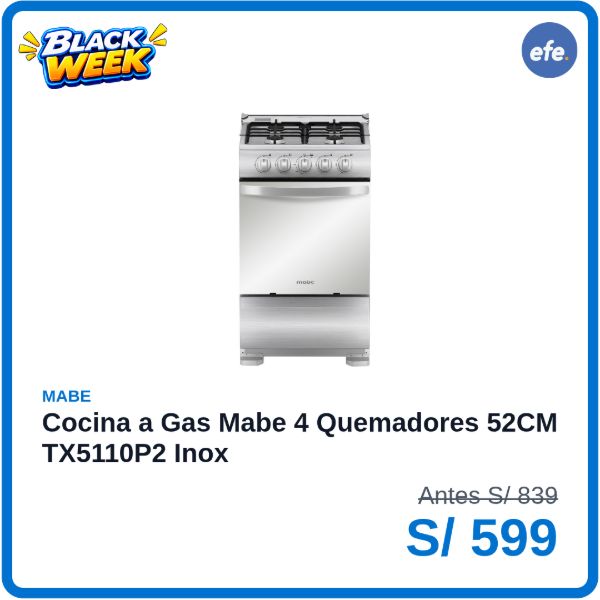 BLACK
WEEK
efe.
mabe
MABE
Cocina a Gas Mabe 4 Quemadores 52CM
TX5110P2 Inox
Antes S/ 839
S/ 599